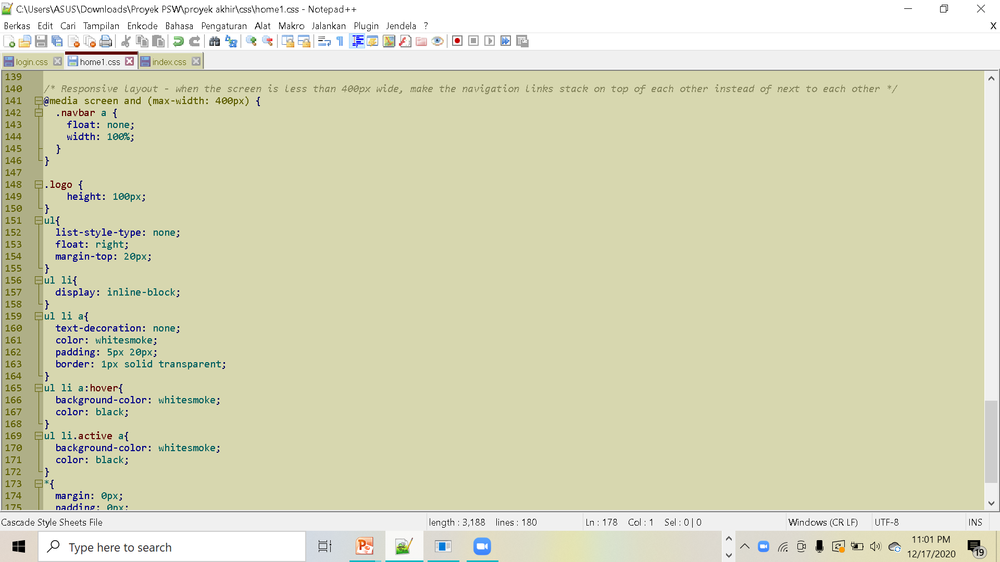 C:\Users\ASUS\Downloads\Proyek PSW\proyek akhir\css\home1.css - Notepad++
Berkas Edit Cari Tampilan Enkode Bahasa Pengaturan Alat Makro Jalankan Plugin Jendela ? X
login.css home1.css index.css
139
140 /* Responsive layout - when the screen is less than 400px wide, make the navigation links stack on top of each other instead of next to each other */
141 @media screen and (max-width: 400px) {
142   .navbar a {
143     float: none;
144     width: 100%;
145   }
146 }
147
148 .logo {
149     height: 100px;
150 }
151 ul{
152   list-style-type: none;
153   float: right;
154   margin-top: 20px;
155 }
156 ul li{
157   display: inline-block;
158 }
159 ul li a{
160   text-decoration: none;
161   color: whitesmoke;
162   padding: 5px 20px;
163   border: 1px solid transparent;
164 }
165 ul li a:hover{
166   background-color: whitesmoke;
167   color: black;
168 }
169 ul li.active a{
170   background-color: whitesmoke;
171   color: black;
172 }
173 *{
174   margin: 0px;
175   padding: 0px;
Cascade Style Sheets File length : 3,188 lines : 180 Ln : 178 Col : 1 Sel : 0 | 0 Windows (CR LF) UTF-8 INS
Type here to search
11:01 PM
12/17/2020
19